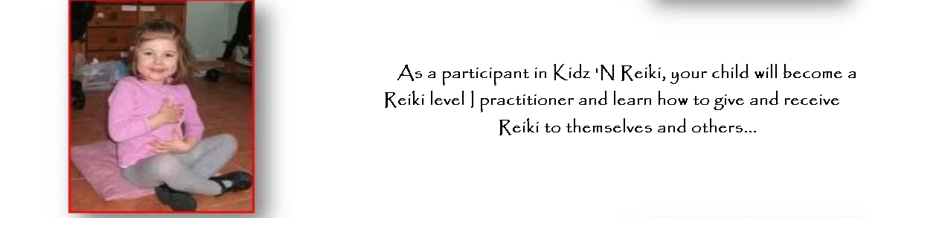 As a participant in Kidz 'N Reiki, your child will become a
Reiki level I practitioner and learn how to give and receive
Reiki to themselves and others...